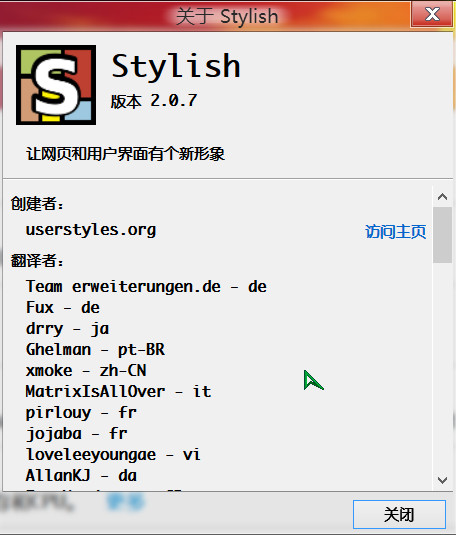 关于 Stylish
S
Stylish
版本 2.0.7
让网页和用户界面有个新形象
创建者：
userstyles.org
访问主页
翻译者：
Team erweiterungen.de - de
Fux - de
drry - ja
Ghelman - pt-BR
xmoke - zh-CN
MatrixIsAllOver - it
pirlouy - fr
jojaba - fr
loveleeyoungae - vi
AllanKJ - da
更多
关闭